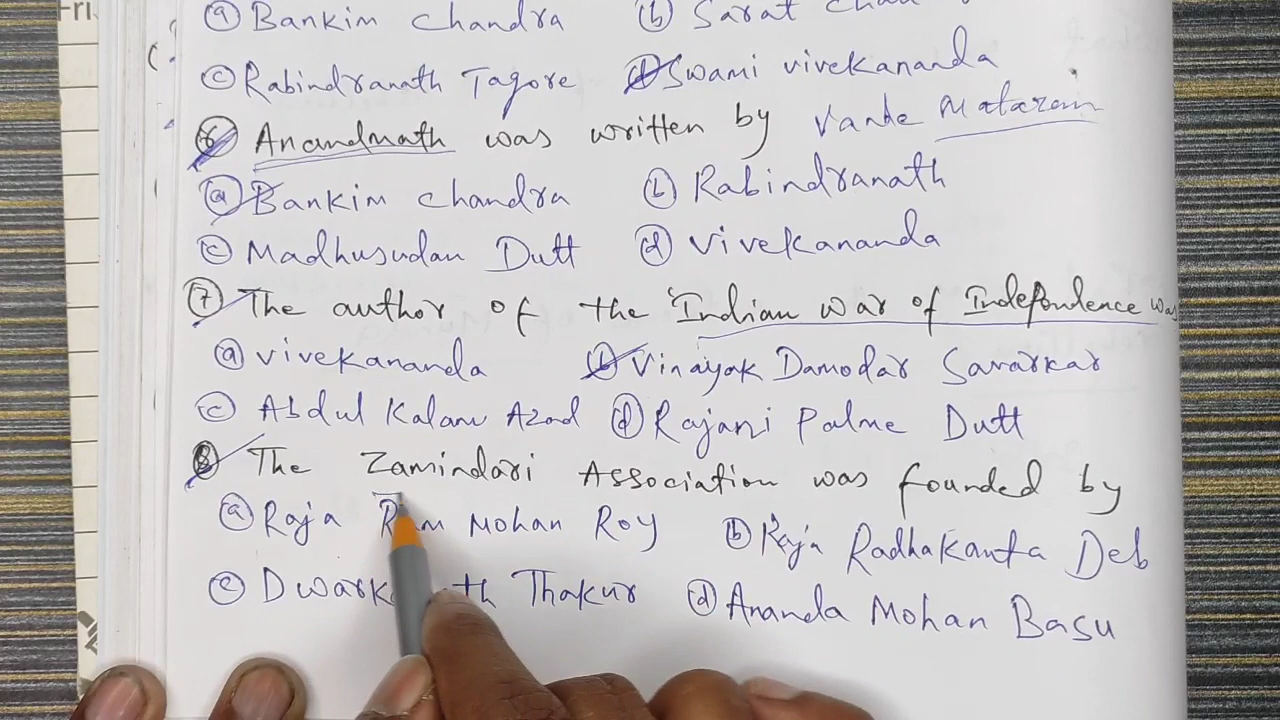 Fri
(a) Bankim Chandra (b) Sarat
(c) Rabindranath Tagore (d) Swami vivekananda
(6) Anandmath was written by Vande Mataram
(a) Bankim Chandra (b) Rabindranath
(c) Madhusudan Dutt (d) Vivekananda
(7) The author of the 'Indian War of Independence was
(a) Vivekananda (b) Vinayak Damodar Savarkar
(c) Abdul Kalam Azad (d) Rajani Palme Dutt
(8) The Zamindari Association was founded by
(a) Raja Ram Mohan Roy (b) Raja Radhakanta Deb
(c) Thakur (d) Ananda Mohan Basu